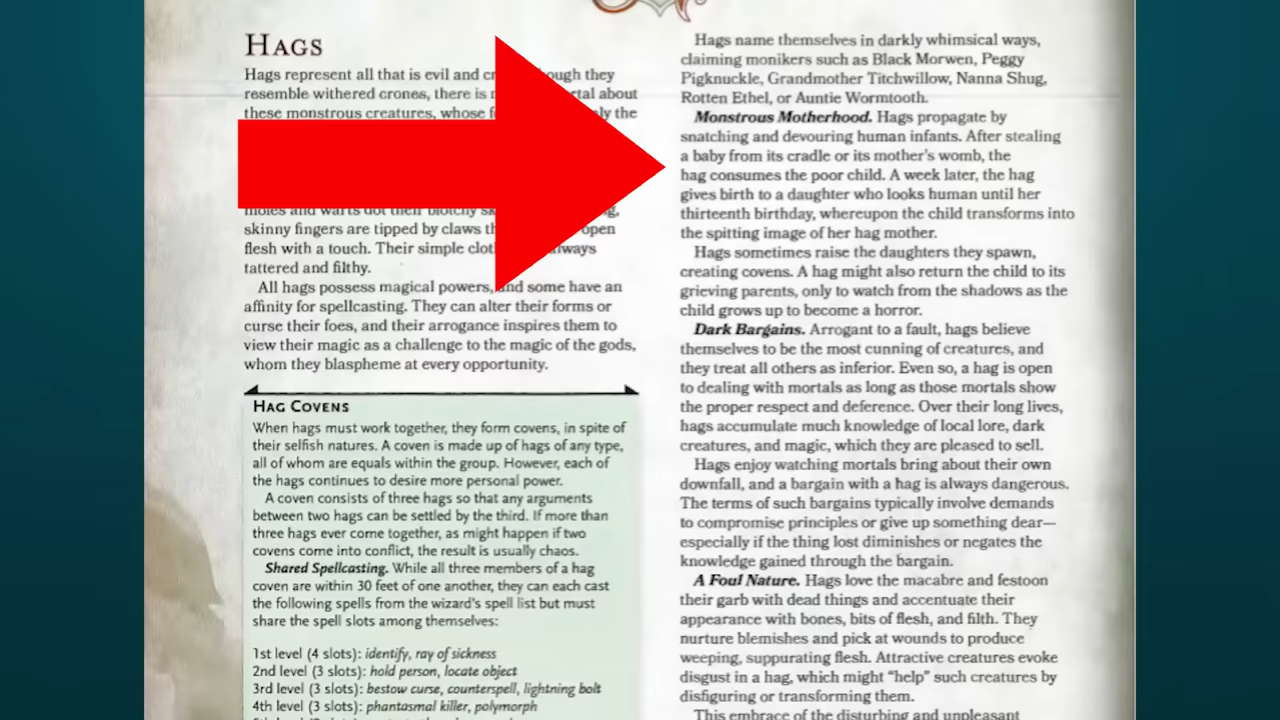 HAGS
Hags represent all that is evil and ough they
resemble withered crones, there is rtal about
these monstrous creatures, whose ly the
moles and warts dot their blotchy
skinny fingers are tipped by claws open
flesh with a touch. Their simple
tattered and filthy.
All hags possess magical powers, and some have an
affinity for spellcasting. They can alter their forms or
curse their foes, and their arrogance inspires them to
view their magic as a challenge to the magic of the gods,
whom they blaspheme at every opportunity.
HAG COVENS
When hags must work together, they form covens, in spite of
their selfish natures. A coven is made up of hags of any type,
all of whom are equals within the group. However, each of
the hags continues to desire more personal power.
A coven consists of three hags so that any arguments
between two hags can be settled by the third. If more than
three hags ever come together, as might happen if two
covens come into conflict, the result is usually chaos.
Shared Spellcasting. While all three members of a hag
coven are within 30 feet of one another, they can each cast
the following spells from the wizard's spell list but must
share the spell slots among themselves:
1st level (4 slots): identify, ray of sickness
2nd level (3 slots): hold person, locate object
3rd level (3 slots): bestow curse, counterspell, lightning bolt
4th level (3 slots): phantasmal killer, polymorph
Hags name themselves in darkly whimsical ways,
claiming monikers such as Black Morwen, Peggy
Pigknuckle, Grandmother Titchwillow, Nanna Shug,
Rotten Ethel, or Auntie Wormtooth.
Monstrous Motherhood. Hags propagate by
snatching and devouring human infants. After stealing
a baby from its cradle or its mother's womb, the
hag consumes the poor child. A week later, the hag
gives birth to a daughter who looks human until her
thirteenth birthday, whereupon the child transforms into
the spitting image of her hag mother.
Hags sometimes raise the daughters they spawn,
creating covens. A hag might also return the child to its
grieving parents, only to watch from the shadows as the
child grows up to become a horror.
Dark Bargains. Arrogant to a fault, hags believe
themselves to be the most cunning of creatures, and
they treat all others as inferior. Even so, a hag is open
to dealing with mortals as long as those mortals show
the proper respect and deference. Over their long lives,
hags accumulate much knowledge of local lore, dark
creatures, and magic, which they are pleased to sell.
Hags enjoy watching mortals bring about their own
downfall, and a bargain with a hag is always dangerous.
The terms of such bargains typically involve demands
to compromise principles or give up something dear—
especially if the thing lost diminishes or negates the
knowledge gained through the bargain.
A Foul Nature. Hags love the macabre and festoon
their garb with dead things and accentuate their
appearance with bones, bits of flesh, and filth. They
nurture blemishes and pick at wounds to produce
weeping, suppurating flesh. Attractive creatures evoke
disgust in a hag, which might "help" such creatures by
disfiguring or transforming them.
This embrace of the disturbing and unpleasant